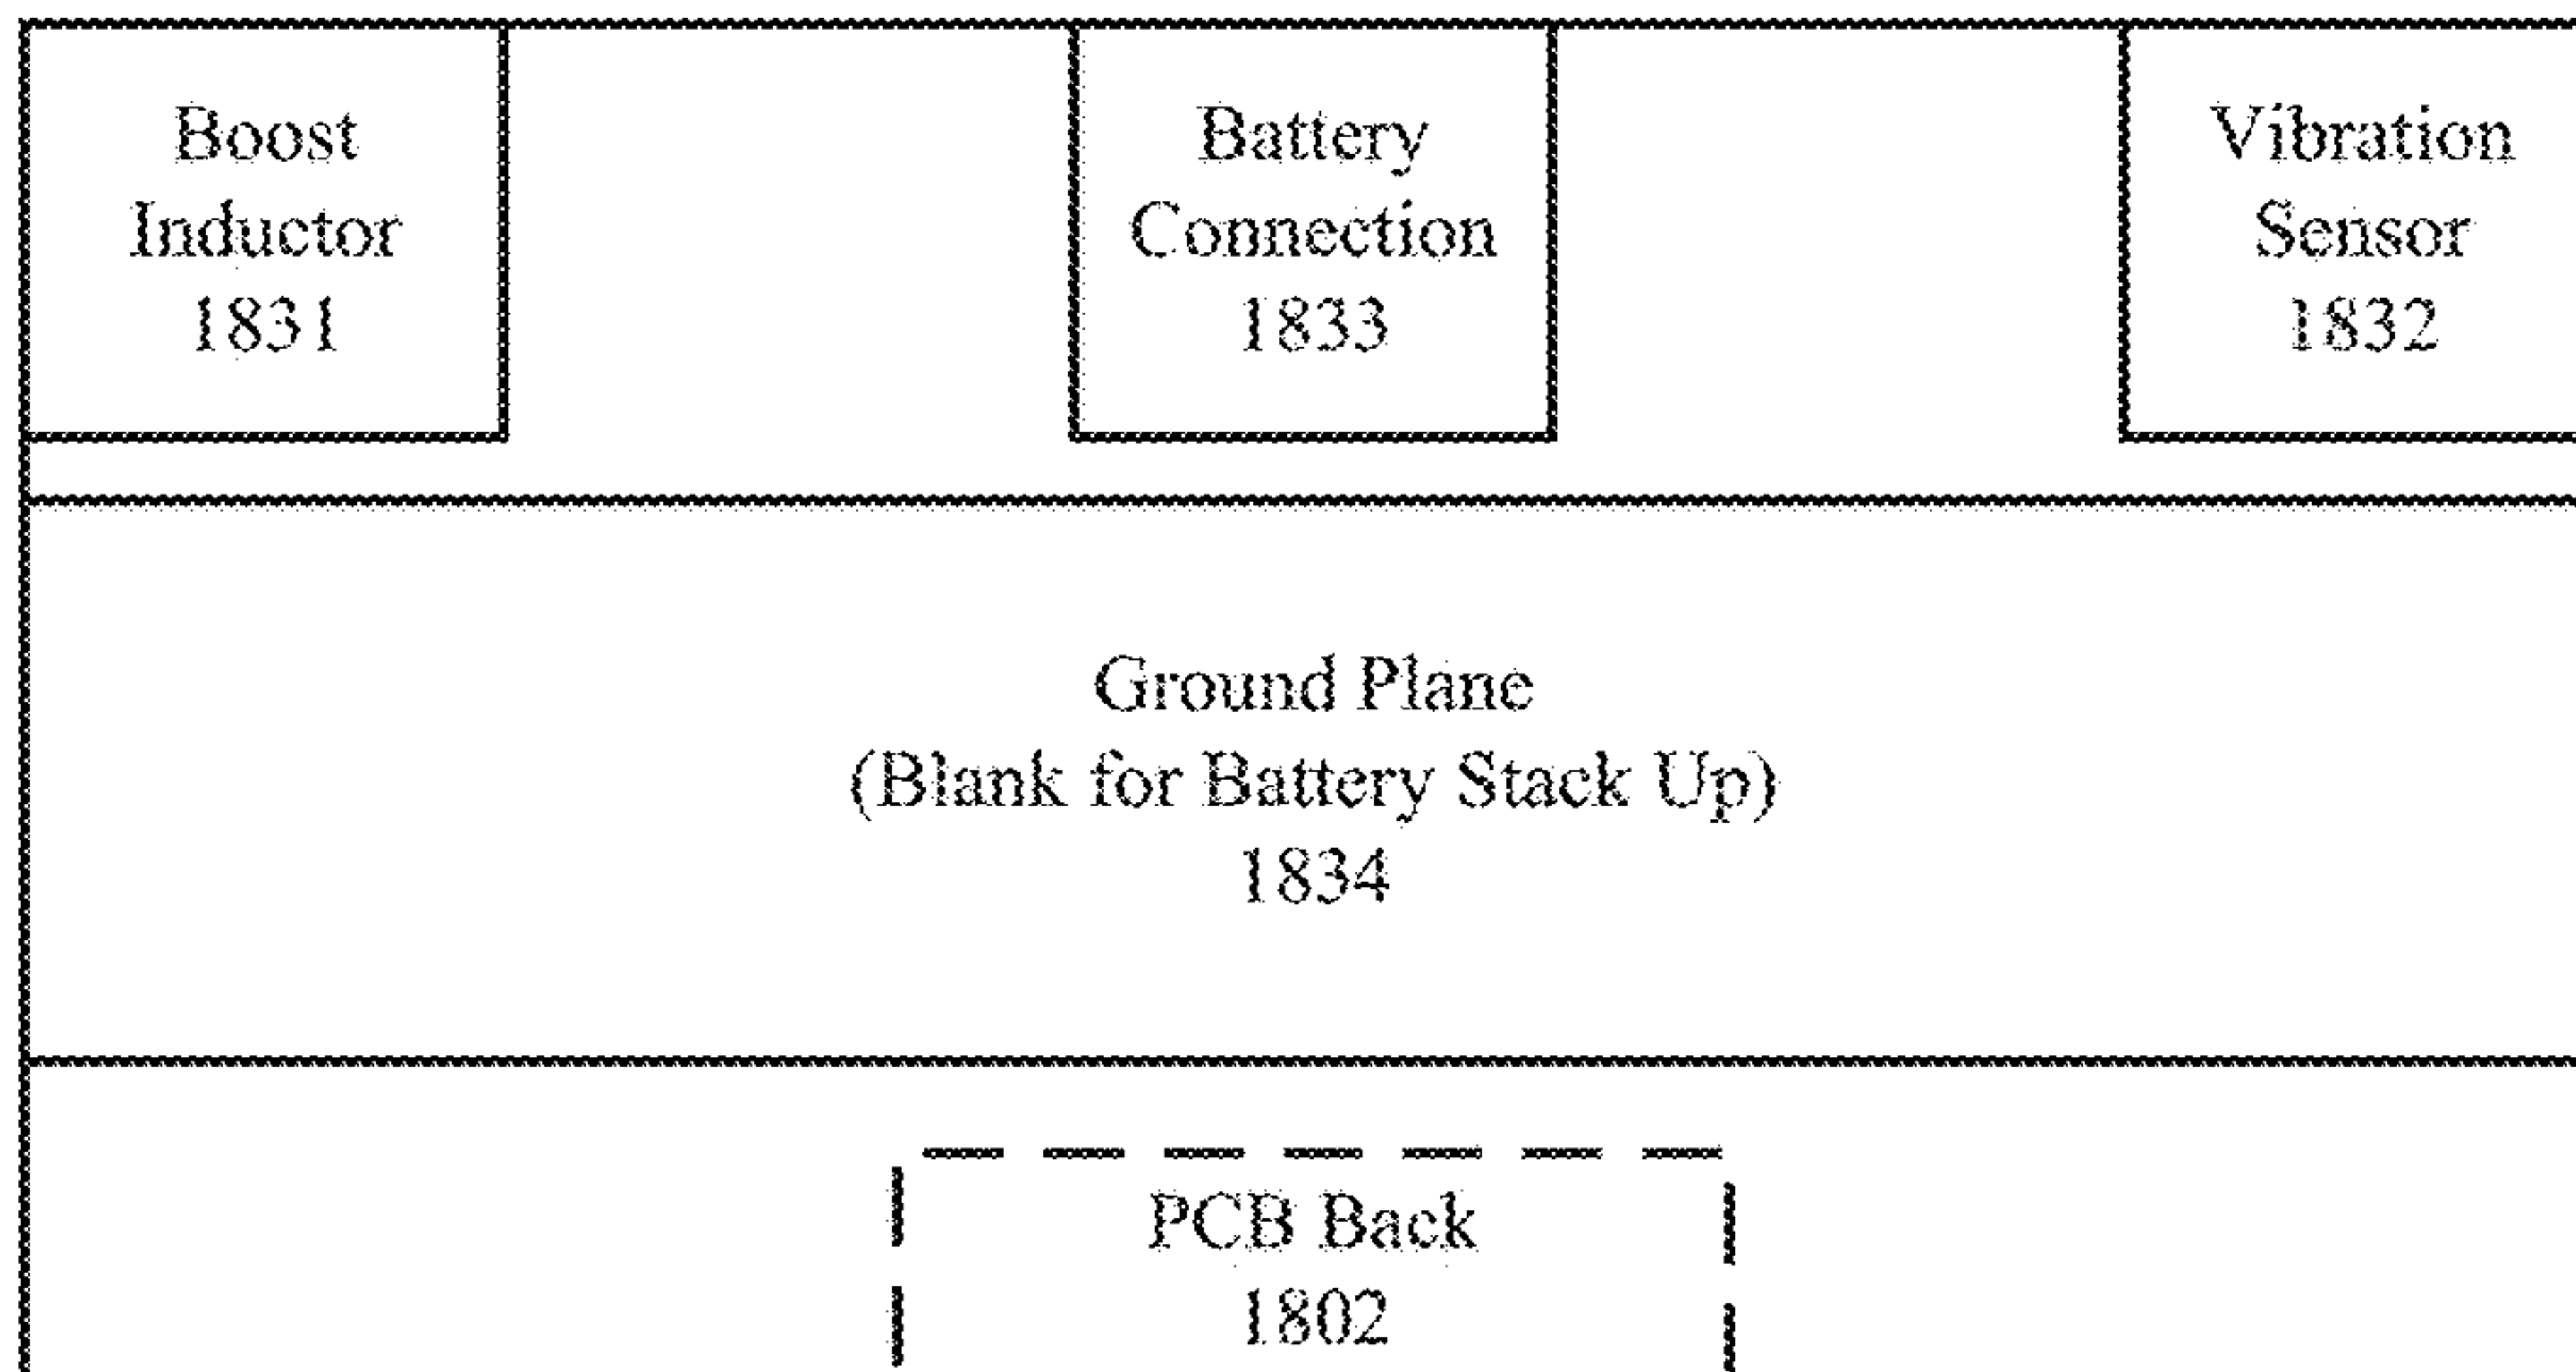 Boost
Inductor
1831
Battery
Connection
1833
Vibration
Sensor
1832
Ground Plane
(Blank for Battery Stack Up)
1834
PCB Back
1802